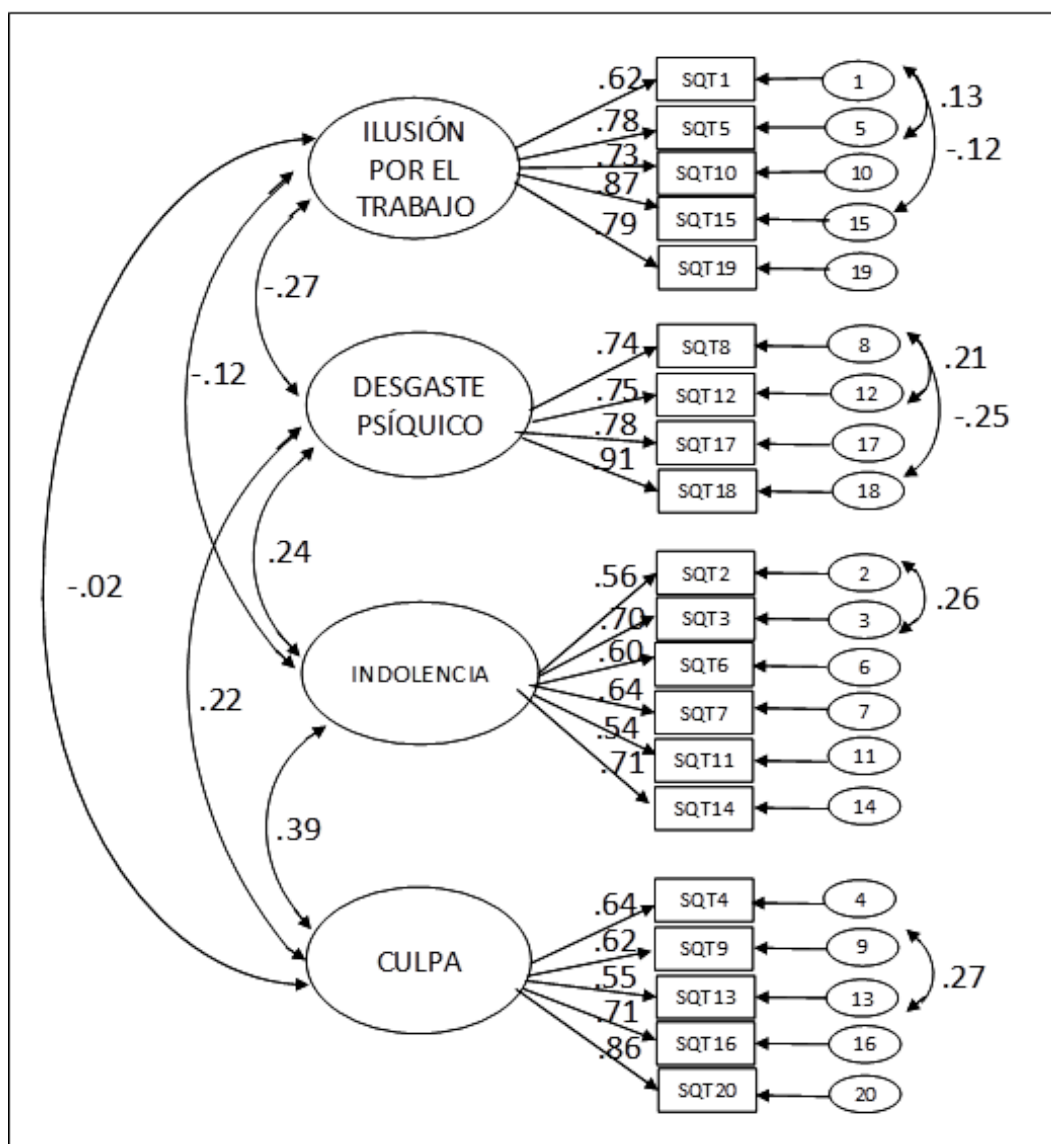 .62 SQT1 1
.13
ILUSIÓN
POR EL
TRABAJO
.78 SQT5 5
-.12
.73 SQT10 10
.87 SQT15 15
.79 SQT19 19
-.27
-.12
DESGASTE
PSÍQUICO
.74 SQT8 8
.21
.75 SQT12 12
-.25
.78 SQT17 17
.91 SQT18 18
.24
-.02
INDOLENCIA
.56 SQT2 2
.26
.70 SQT3 3
.60 SQT6 6
.64 SQT7 7
.54 SQT11 11
.71 SQT14 14
.22
.39
CULPA
.64 SQT4 4
.62 SQT9 9
.27
.55 SQT13 13
.71 SQT16 16
.86 SQT20 20